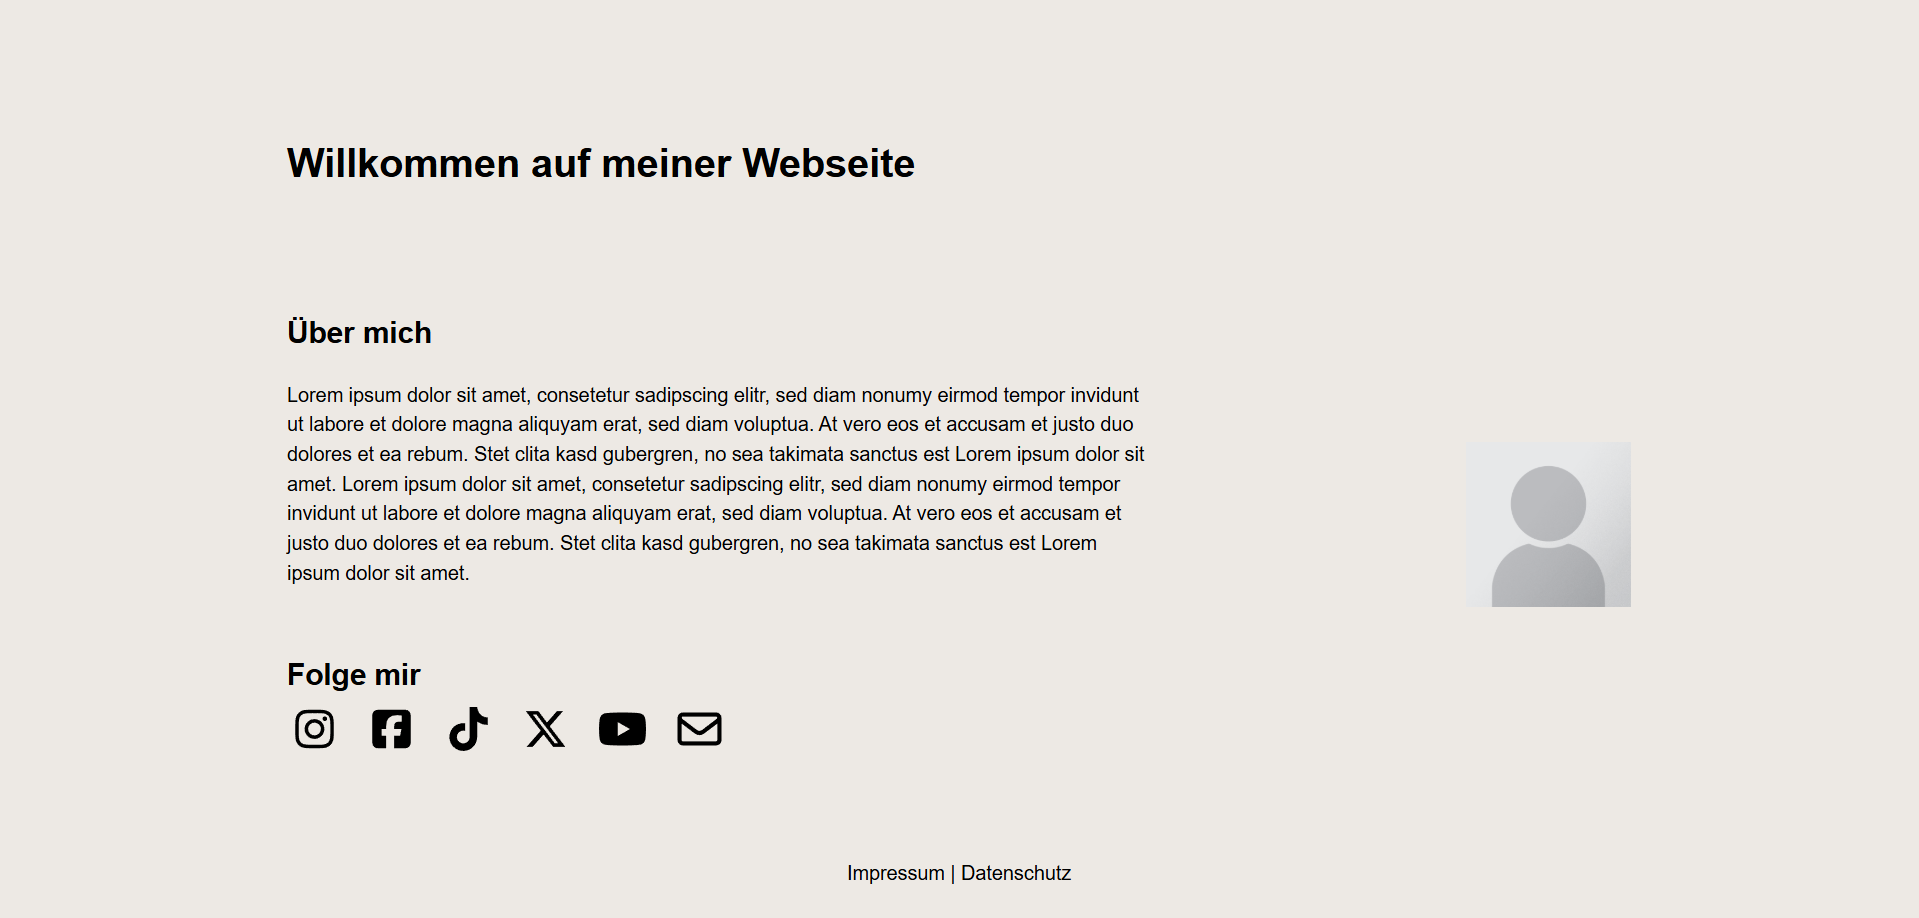 Willkommen auf meiner Webseite
Über mich
Lorem ipsum dolor sit amet, consetetur sadipscing elitr, sed diam nonumy eirmod tempor invidunt
ut labore et dolore magna aliquyam erat, sed diam voluptua. At vero eos et accusam et justo duo
dolores et ea rebum. Stet clita kasd gubergren, no sea takimata sanctus est Lorem ipsum dolor sit
amet. Lorem ipsum dolor sit amet, consetetur sadipscing elitr, sed diam nonumy eirmod tempor
invidunt ut labore et dolore magna aliquyam erat, sed diam voluptua. At vero eos et accusam et
justo duo dolores et ea rebum. Stet clita kasd gubergren, no sea takimata sanctus est Lorem
ipsum dolor sit amet.
Folge mir
Impressum | Datenschutz